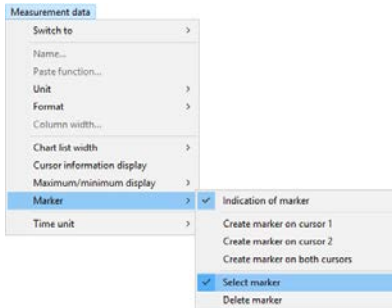 Measurement data
Switch to
Name...
Paste function...
Unit
Format
Column width...
Chart list width
Cursor information display
Maximum/minimum display
Marker
Time unit
Indication of marker
Create marker on cursor 1
Create marker on cursor 2
Create marker on both cursors
Select marker
Delete marker